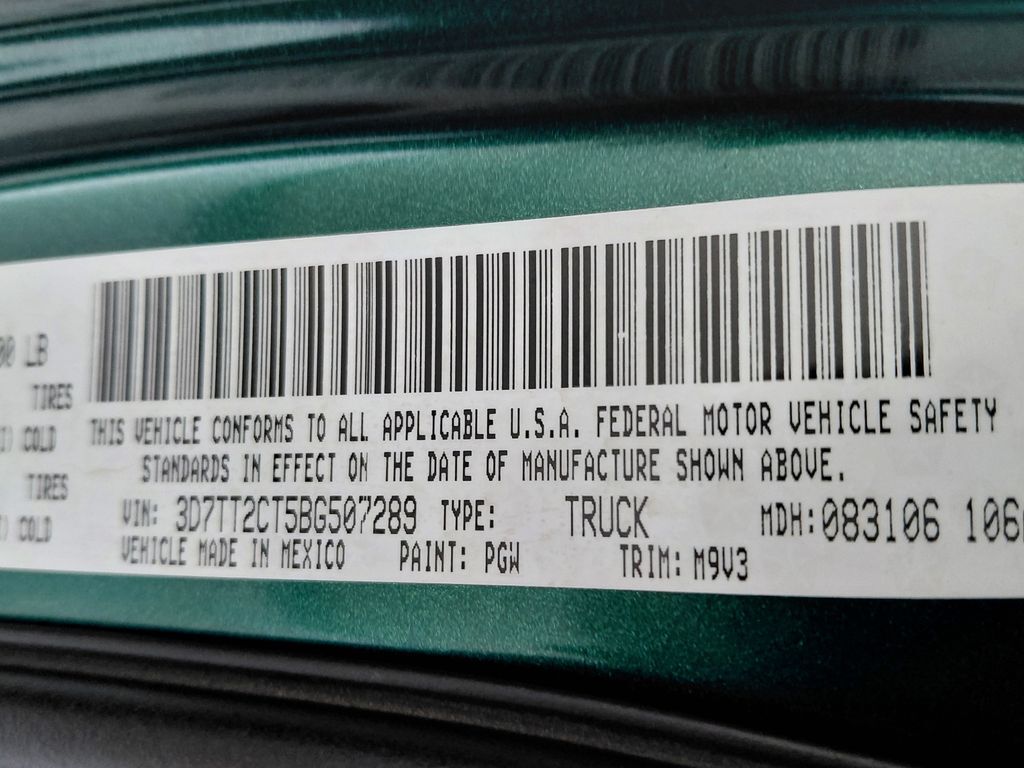 00 LB
TIRES
COLD
TIRES
COLD
THIS VEHICLE CONFORMS TO ALL APPLICABLE U.S.A. FEDERAL MOTOR VEHICLE SAFETY
STANDARDS IN EFFECT ON THE DATE OF MANUFACTURE SHOWN ABOVE.
VIN: 3D7TT2CT5BG507289 TYPE: TRUCK MDH:083106 106
VEHICLE MADE IN MEXICO PAINT: PGW TRIM: M9V3